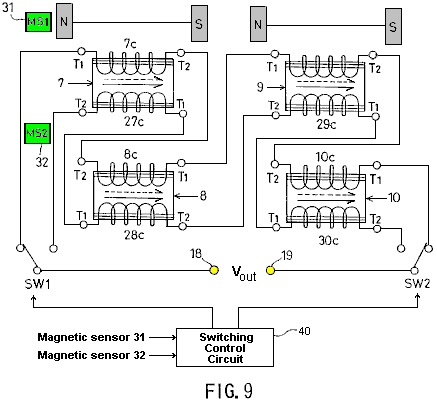 31
MS1 N S N S
7c
T1 T2 T1 T2
7 9
T2 T1 T2 T1
27c 29c
MS2
32
8c 10c
T2 T1 T2 T1
8 10
T1 T2 T1 T2
28c 30c
18 19
Vout
SW1 SW2
40
Magnetic sensor 31
Magnetic sensor 32
Switching
Control
Circuit
FIG. 9